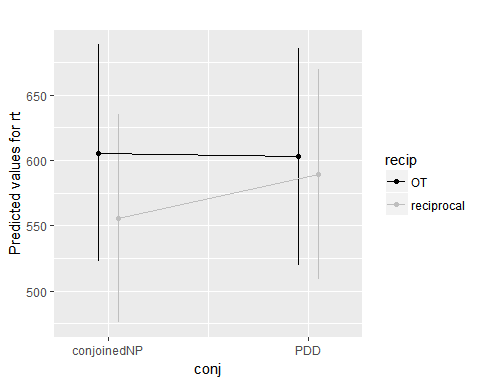 Predicted values for rt
650
600
550
500
conjoinedNP PDD
conj
recip
OT
reciprocal